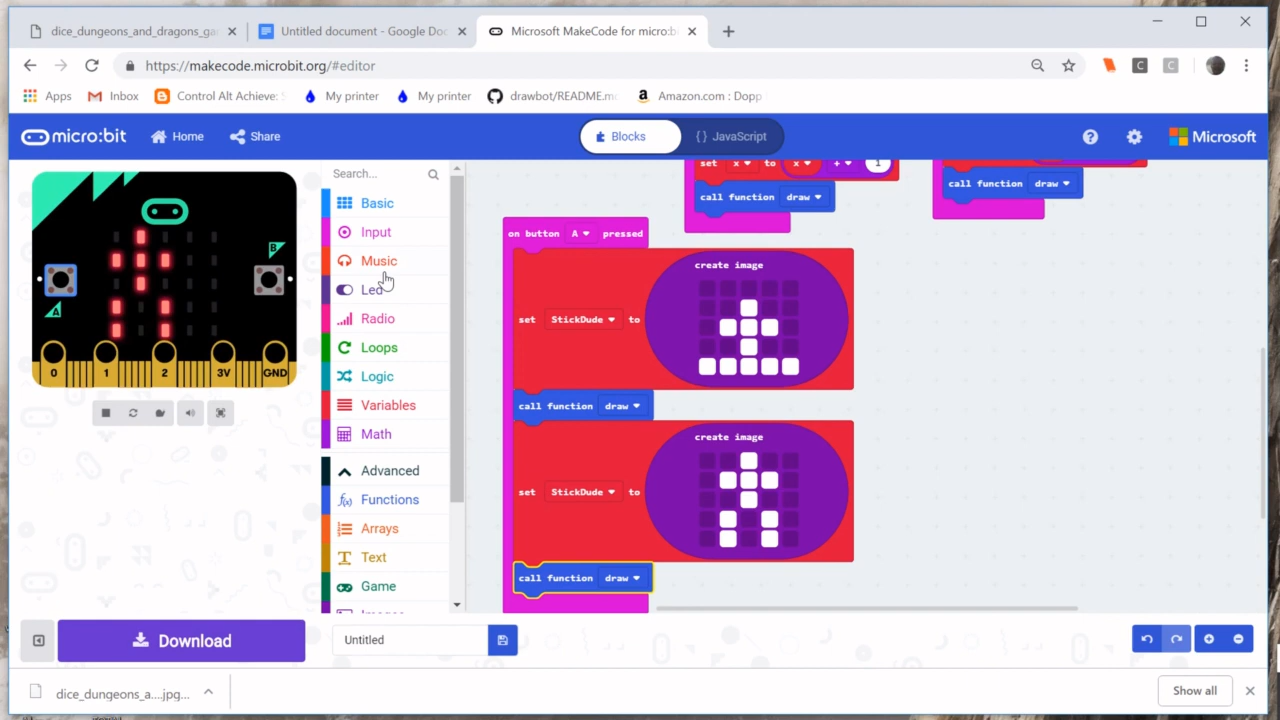 dice_dungeons_and_dragons_ga
Untitled document - Google Doc
Microsoft MakeCode for micro:bi
https://makecode.microbit.org/#editor
C
C
Apps
Inbox
Control Alt Achieve:
My printer
My printer
drawbot/README.m
a
Amazon.com : Dopp
micro:bit
Home
Share
Blocks
{ } JavaScript
?
Microsoft
Search...
Basic
Input
Music
Led
Radio
Loops
Logic
Variables
Math
Advanced
f(x) Functions
Arrays
T Text
Game
A
B
0 1 2 3V GND
set x to x + 1
call function draw
call function draw
on button A pressed
create image
set StickDude to
call function draw
create image
set StickDude to
call function draw
Download
Untitled
dice_dungeons_a....jpg...
Show all